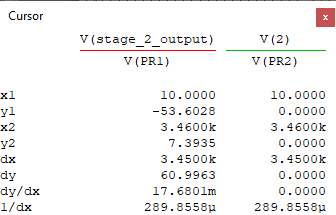 Cursor x
V(stage_2_output) V(2)
V(PR1) V(PR2)
x1 10.0000 10.0000
y1 -53.6028 0.0000
x2 3.4600k 3.4600k
y2 7.3935 0.0000
dx 3.4500k 3.4500k
dy 60.9963 0.0000
dy/dx 17.6801m 0.0000
1/dx 289.8558µ 289.8558µ